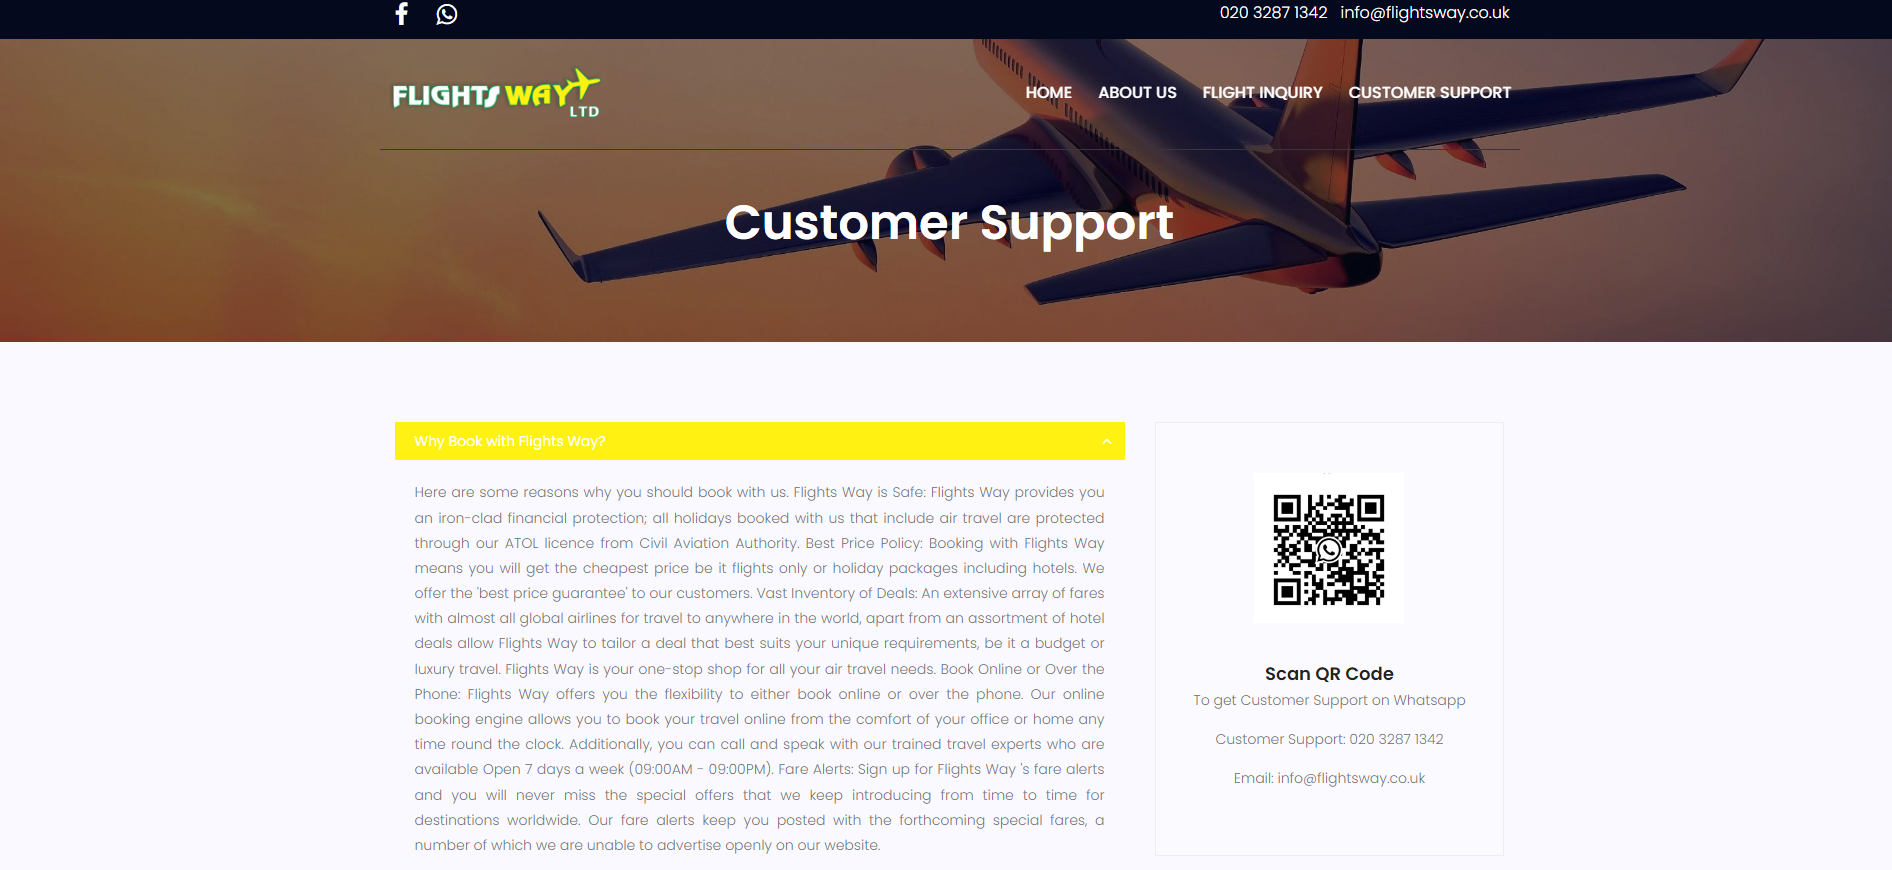 020 3287 1342 info@flightsway.co.uk
FLIGHTS WAY
LTD
HOME ABOUT US FLIGHT INQUIRY CUSTOMER SUPPORT
Customer Support
Why Book with Flights Way?
Here are some reasons why you should book with us. Flights Way is Safe: Flights Way provides you
an iron-clad financial protection; all holidays booked with us that include air travel are protected
through our ATOL licence from Civil Aviation Authority. Best Price Policy: Booking with Flights Way
means you will get the cheapest price be it flights only or holiday packages including hotels. We
offer the 'best price guarantee' to our customers. Vast Inventory of Deals: An extensive array of fares
with almost all global airlines for travel to anywhere in the world, apart from an assortment of hotel
deals allow Flights Way to tailor a deal that best suits your unique requirements, be it a budget or
luxury travel. Flights Way is your one-stop shop for all your air travel needs. Book Online or Over the
Phone: Flights Way offers you the flexibility to either book online or over the phone. Our online
booking engine allows you to book your travel online from the comfort of your office or home any
time round the clock. Additionally, you can call and speak with our trained travel experts who are
available Open 7 days a week (09:00AM - 09:00PM). Fare Alerts: Sign up for Flights Way 's fare alerts
and you will never miss the special offers that we keep introducing from time to time for
destinations worldwide. Our fare alerts keep you posted with the forthcoming special fares, a
number of which we are unable to advertise openly on our website.
Scan QR Code
To get Customer Support on Whatsapp
Customer Support: 020 3287 1342
Email: info@flightsway.co.uk